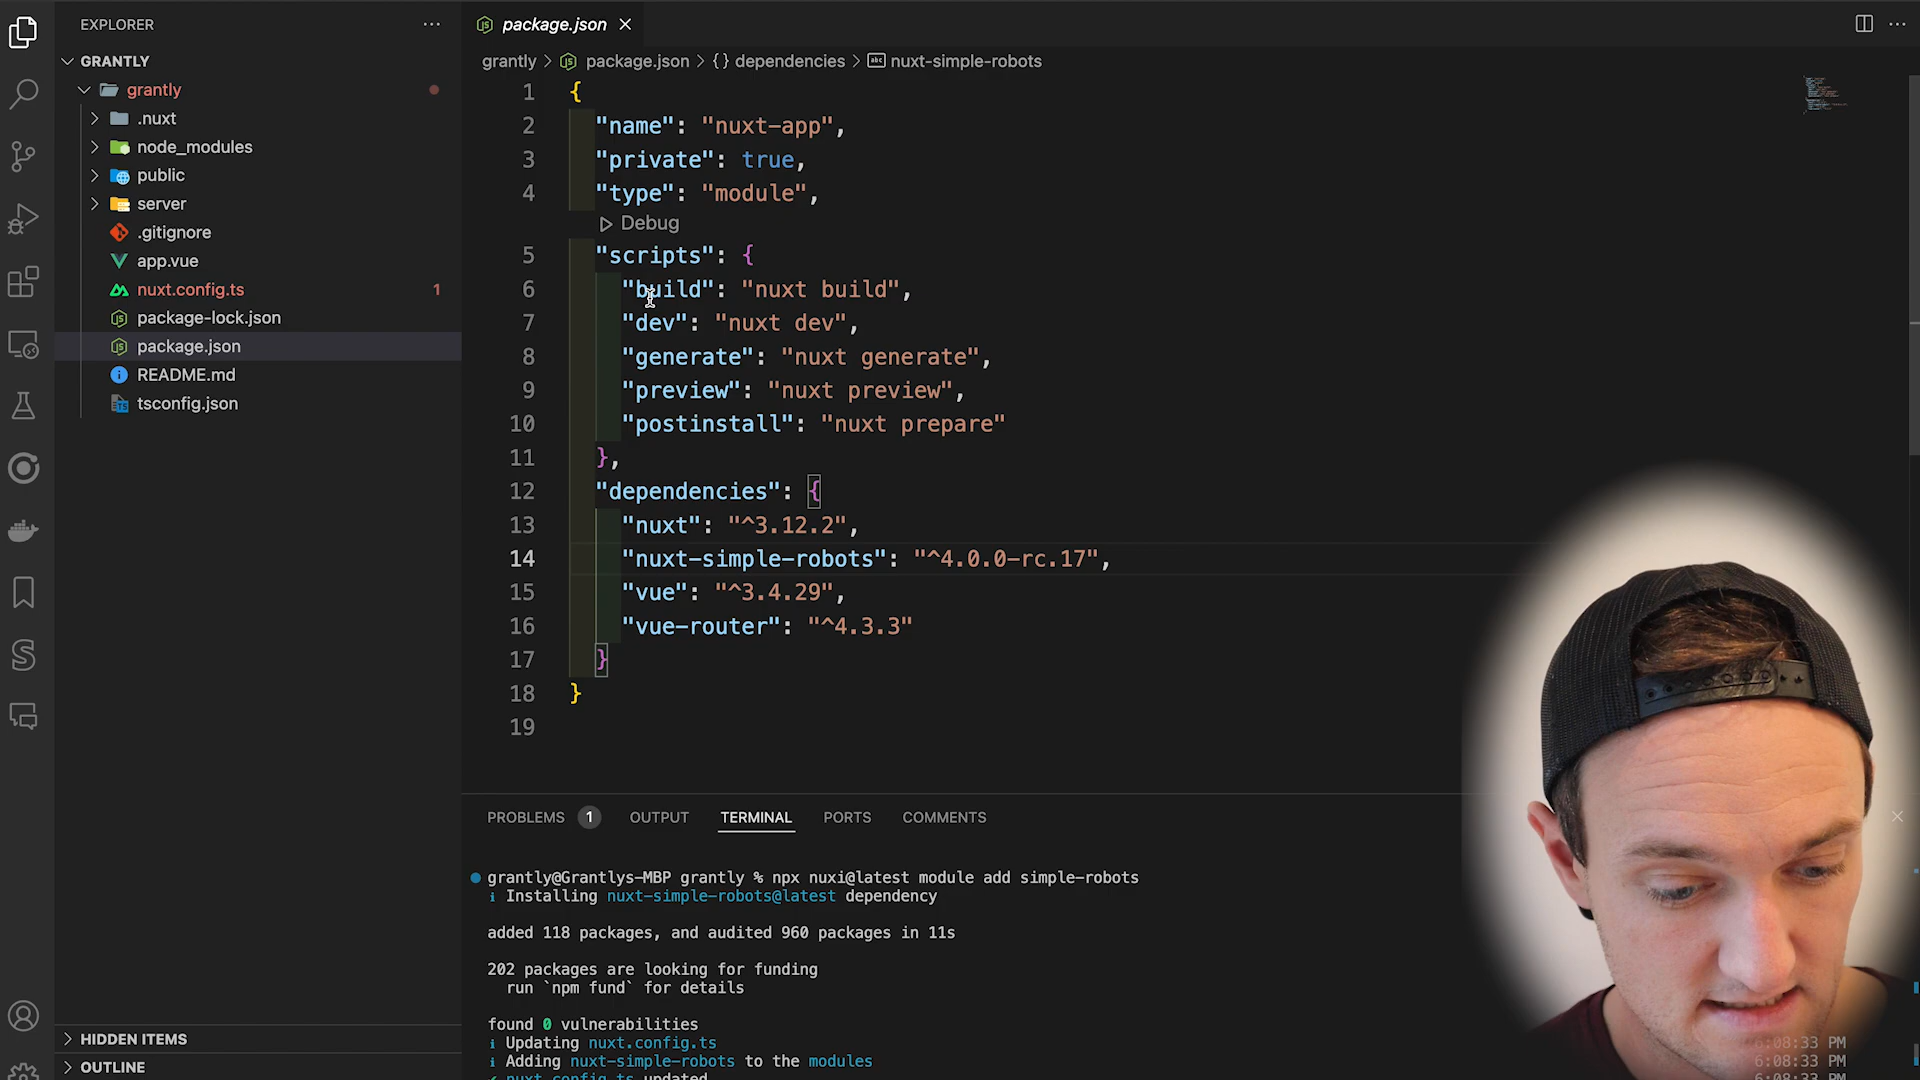 EXPLORER
GRANTLY
grantly
.nuxt
node_modules
public
server
.gitignore
app.vue
nuxt.config.ts 1
package-lock.json
package.json
README.md
tsconfig.json
HIDDEN ITEMS
OUTLINE
package.json
grantly > package.json > {} dependencies > abc nuxt-simple-robots
1 {
2 "name": "nuxt-app",
3 "private": true,
4 "type": "module",
Debug
5 "scripts": {
6 "build": "nuxt build",
7 "dev": "nuxt dev",
8 "generate": "nuxt generate",
9 "preview": "nuxt preview",
10 "postinstall": "nuxt prepare"
11 },
12 "dependencies": {
13 "nuxt": "^3.12.2",
14 "nuxt-simple-robots": "^4.0.0-rc.17",
15 "vue": "^3.4.29",
16 "vue-router": "^4.3.3"
17 }
18 }
19
PROBLEMS 1 OUTPUT TERMINAL PORTS COMMENTS
grantly@Grantlys-MBP grantly % npx nuxi@latest module add simple-robots
i Installing nuxt-simple-robots@latest dependency
added 118 packages, and audited 960 packages in 11s
202 packages are looking for funding
run `npm fund` for details
found 0 vulnerabilities
i Updating nuxt.config.ts 6:08:33 PM
i Adding nuxt-simple-robots to the modules 6:08:33 PM
✓ nuxt.config.ts updated 6:08:33 PM